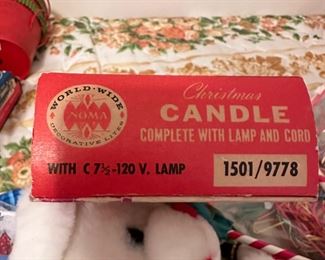 WORLD-WIDE
NOMA
DECORATIVE LITES
Christmas
CANDLE
COMPLETE WITH LAMP AND CORD
WITH C 7½-120 V. LAMP
1501/9778